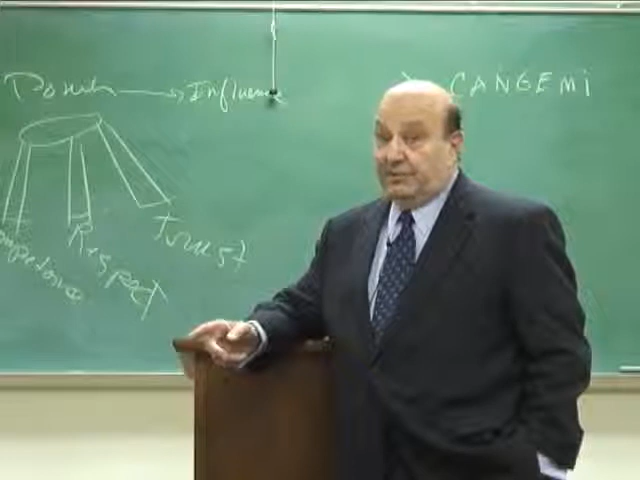 Power → Influence
CANGEMI
Competence
Respect
Trust